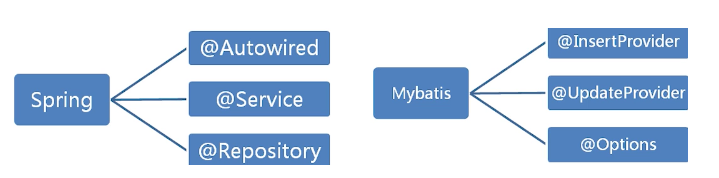 Spring
@Autowired
@Service
@Repository
Mybatis
@InsertProvider
@UpdateProvider
@Options